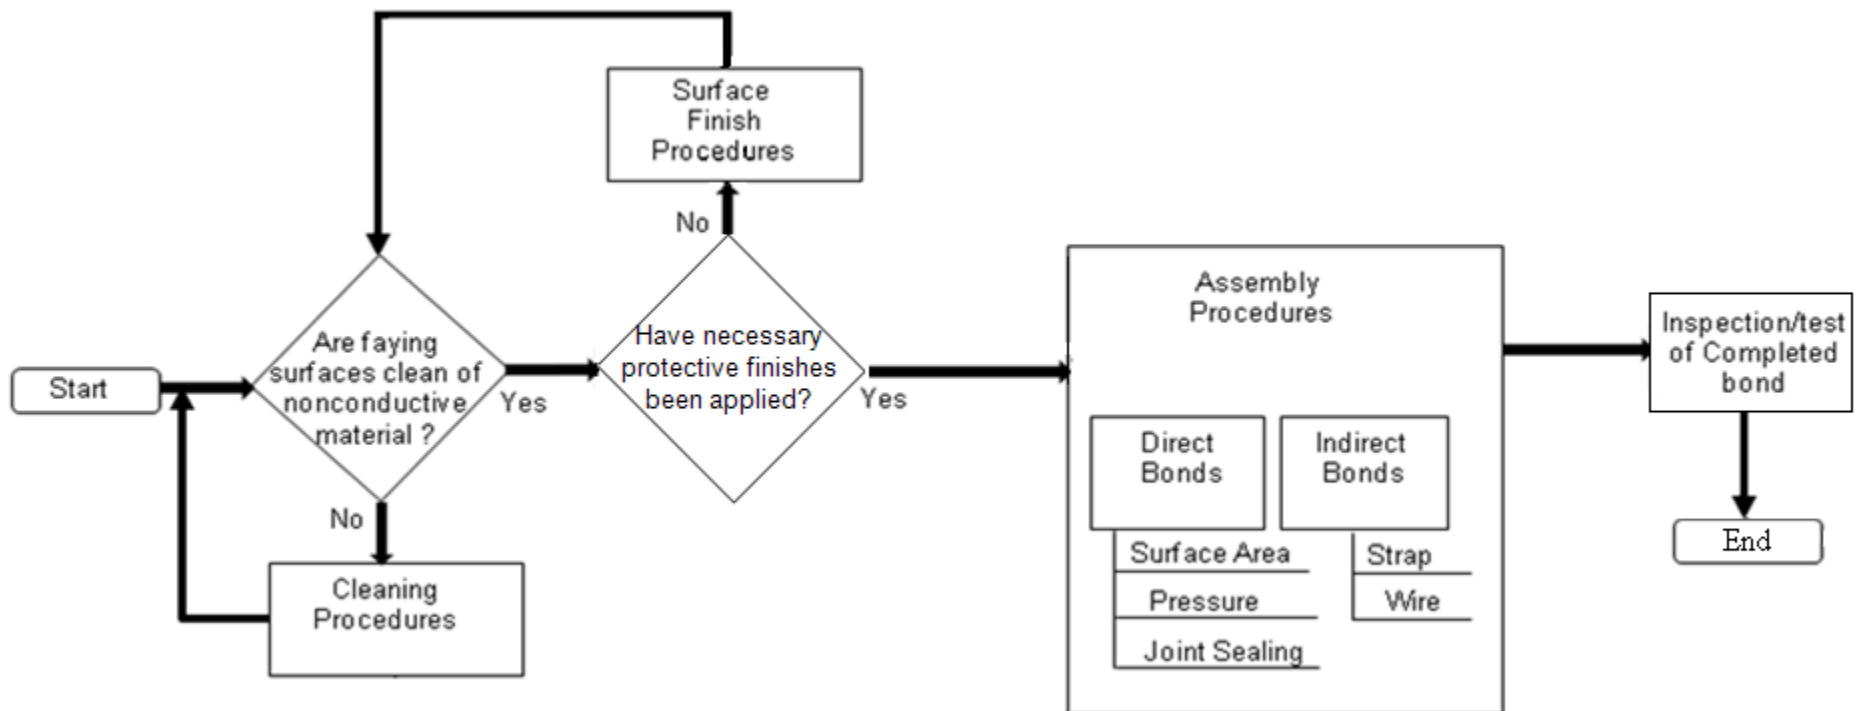 Start
Are faying
surfaces clean of
nonconductive
material ?
Yes
No
Cleaning
Procedures
Surface
Finish
Procedures
No
Have necessary
protective finishes
been applied?
Yes
Assembly
Procedures
Direct
Bonds
Surface Area
Pressure
Joint Sealing
Indirect
Bonds
Strap
Wire
Inspection/test
of Completed
bond
End